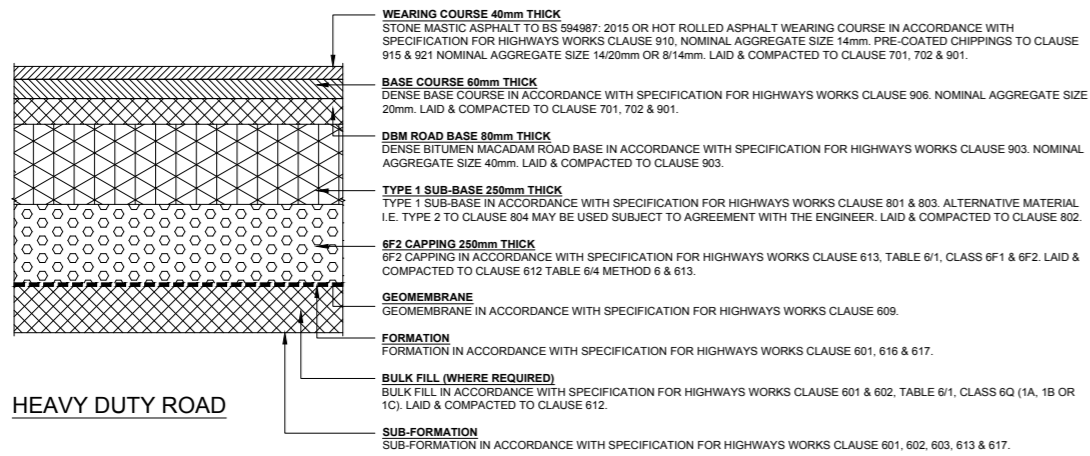 WEARING COURSE 40mm THICK
STONE MASTIC ASPHALT TO BS 594987: 2015 OR HOT ROLLED ASPHALT WEARING COURSE IN ACCORDANCE WITH
SPECIFICATION FOR HIGHWAYS WORKS CLAUSE 910, NOMINAL AGGREGATE SIZE 14mm. PRE-COATED CHIPPINGS TO CLAUSE
915 & 921 NOMINAL AGGREGATE SIZE 14/20mm OR 8/14mm. LAID & COMPACTED TO CLAUSE 701, 702 & 901.
BASE COURSE 60mm THICK
DENSE BASE COURSE IN ACCORDANCE WITH SPECIFICATION FOR HIGHWAYS WORKS CLAUSE 906. NOMINAL AGGREGATE SIZE
20mm. LAID & COMPACTED TO CLAUSE 701, 702 & 901.
DBM ROAD BASE 80mm THICK
DENSE BITUMEN MACADAM ROAD BASE IN ACCORDANCE WITH SPECIFICATION FOR HIGHWAYS WORKS CLAUSE 903. NOMINAL
AGGREGATE SIZE 40mm. LAID & COMPACTED TO CLAUSE 903.
TYPE 1 SUB-BASE 250mm THICK
TYPE 1 SUB-BASE IN ACCORDANCE WITH SPECIFICATION FOR HIGHWAYS WORKS CLAUSE 801 & 803. ALTERNATIVE MATERIAL
I.E. TYPE 2 TO CLAUSE 804 MAY BE USED SUBJECT TO AGREEMENT WITH THE ENGINEER. LAID & COMPACTED TO CLAUSE 802.
6F2 CAPPING 250mm THICK
6F2 CAPPING IN ACCORDANCE WITH SPECIFICATION FOR HIGHWAYS WORKS CLAUSE 613, TABLE 6/1, CLASS 6F1 & 6F2. LAID &
COMPACTED TO CLAUSE 612 TABLE 6/4 METHOD 6 & 613.
GEOMEMBRANE
GEOMEMBRANE IN ACCORDANCE WITH SPECIFICATION FOR HIGHWAYS WORKS CLAUSE 609.
FORMATION
FORMATION IN ACCORDANCE WITH SPECIFICATION FOR HIGHWAYS WORKS CLAUSE 601, 616 & 617.
BULK FILL (WHERE REQUIRED)
BULK FILL IN ACCORDANCE WITH SPECIFICATION FOR HIGHWAYS WORKS CLAUSE 601 & 602, TABLE 6/1, CLASS 6Q (1A, 1B OR
1C). LAID & COMPACTED TO CLAUSE 612.
SUB-FORMATION
SUB-FORMATION IN ACCORDANCE WITH SPECIFICATION FOR HIGHWAYS WORKS CLAUSE 601, 602, 603, 613 & 617.
HEAVY DUTY ROAD